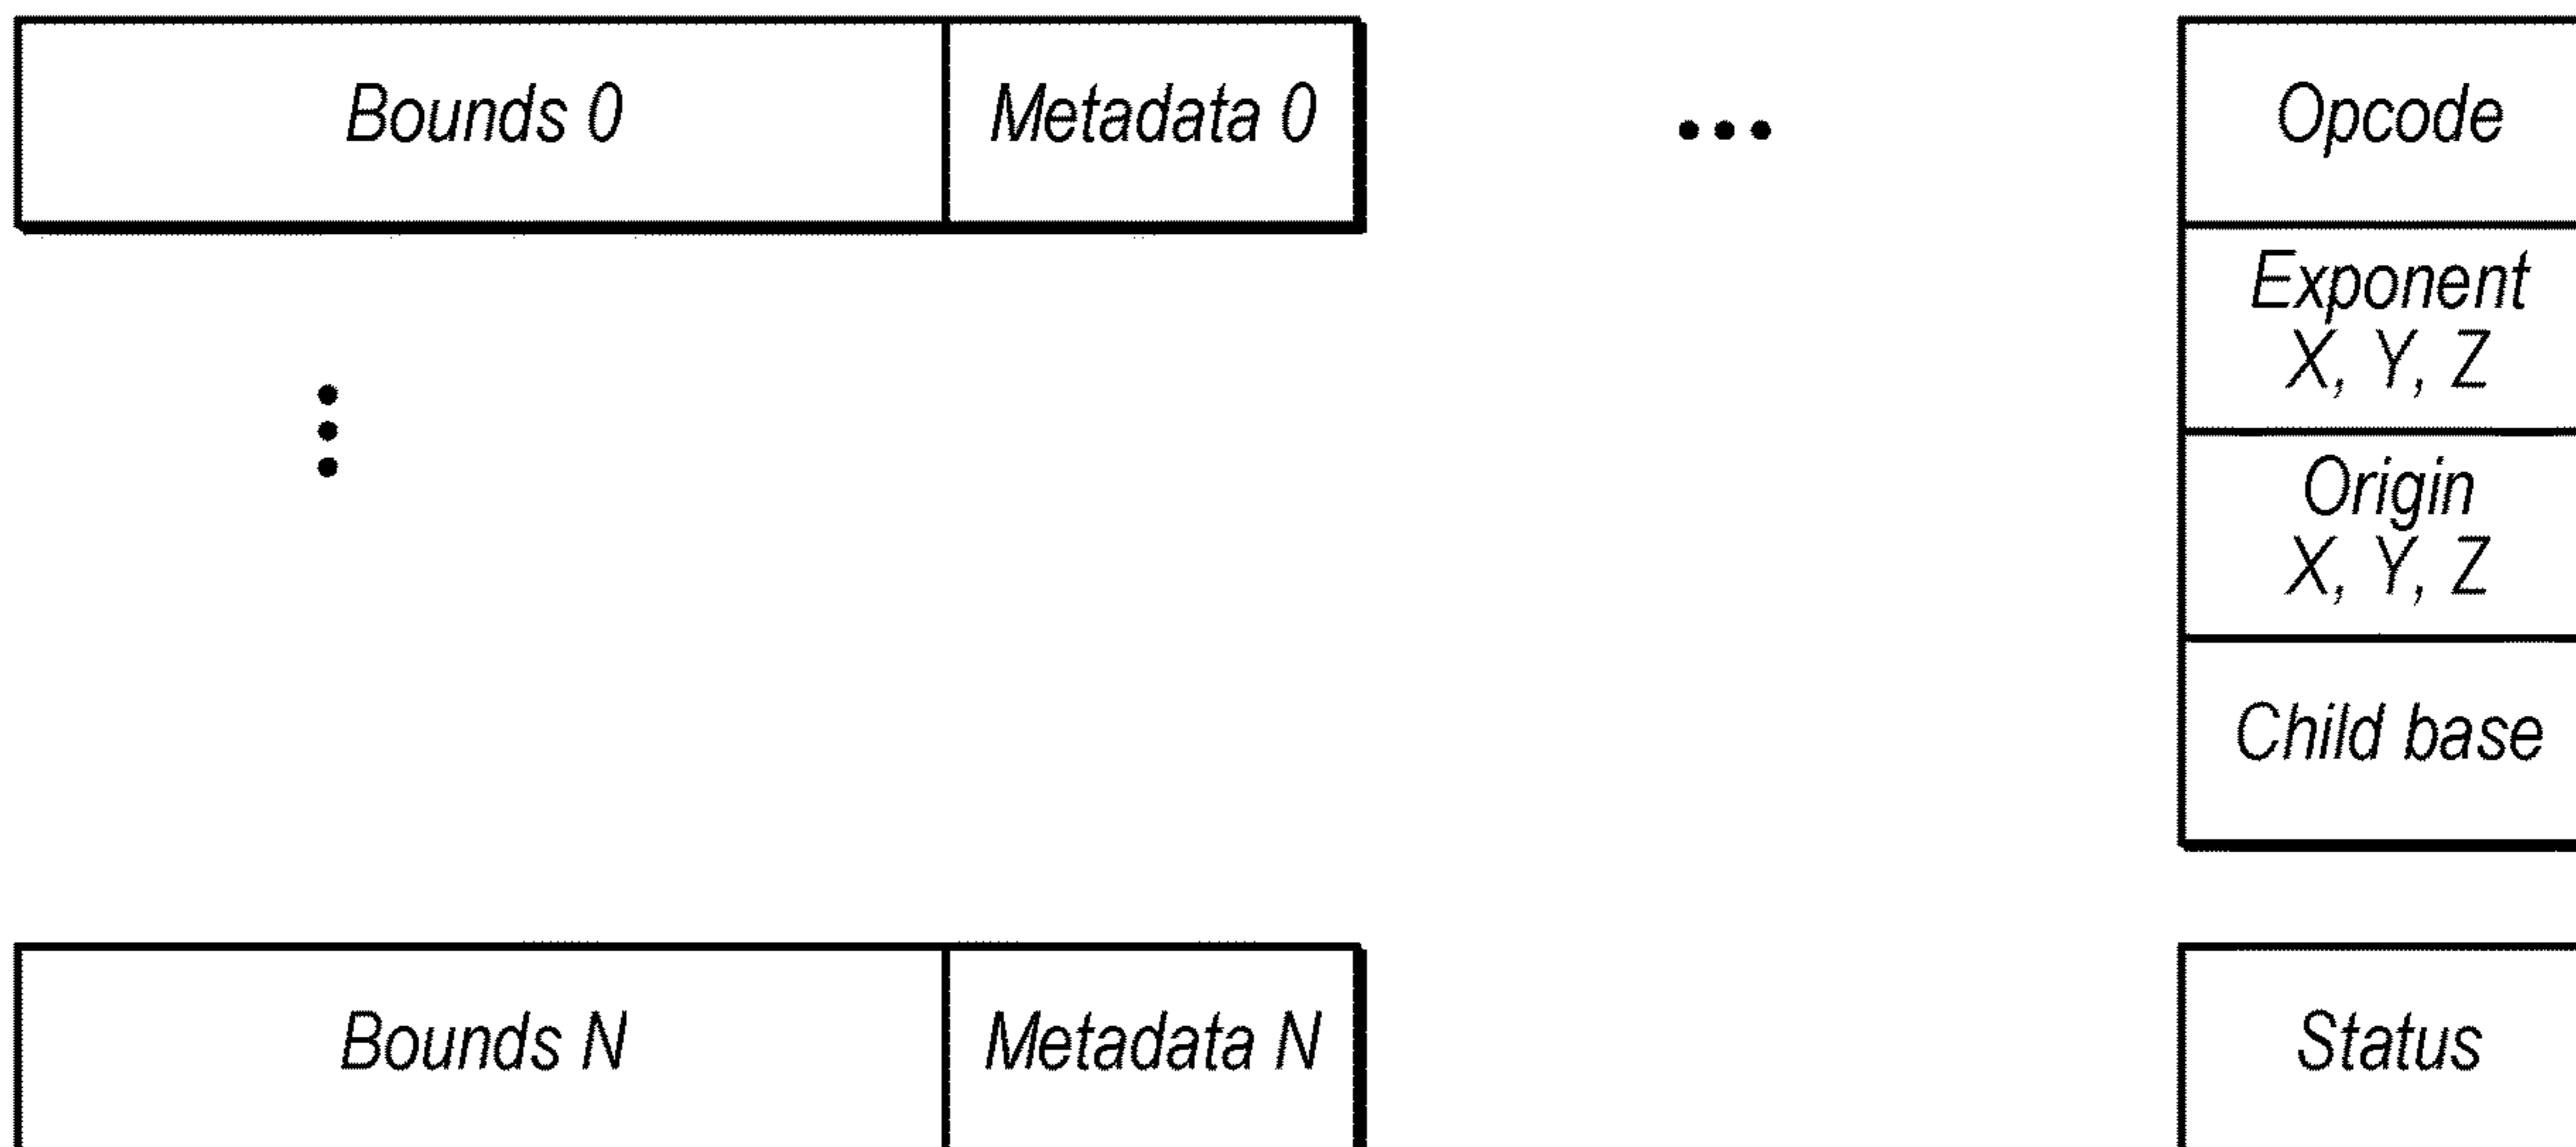 Bounds 0
Metadata 0
Opcode
Exponent
X, Y, Z
Origin
X, Y, Z
Child base
Bounds N
Metadata N
Status